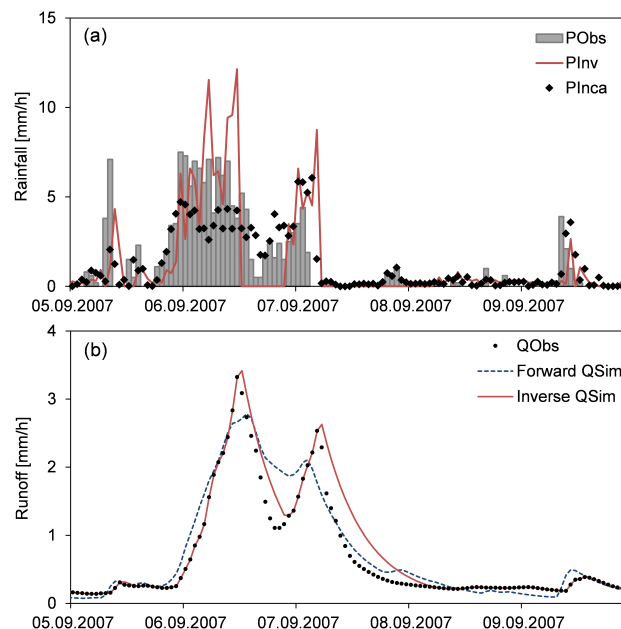 (a)
PObs
PInv
PInca
Rainfall [mm/h]
15
10
5
0
05.09.2007 06.09.2007 07.09.2007 08.09.2007 09.09.2007
(b)
QObs
Forward QSim
Inverse QSim
Runoff [mm/h]
4
3
2
1
0
05.09.2007 06.09.2007 07.09.2007 08.09.2007 09.09.2007